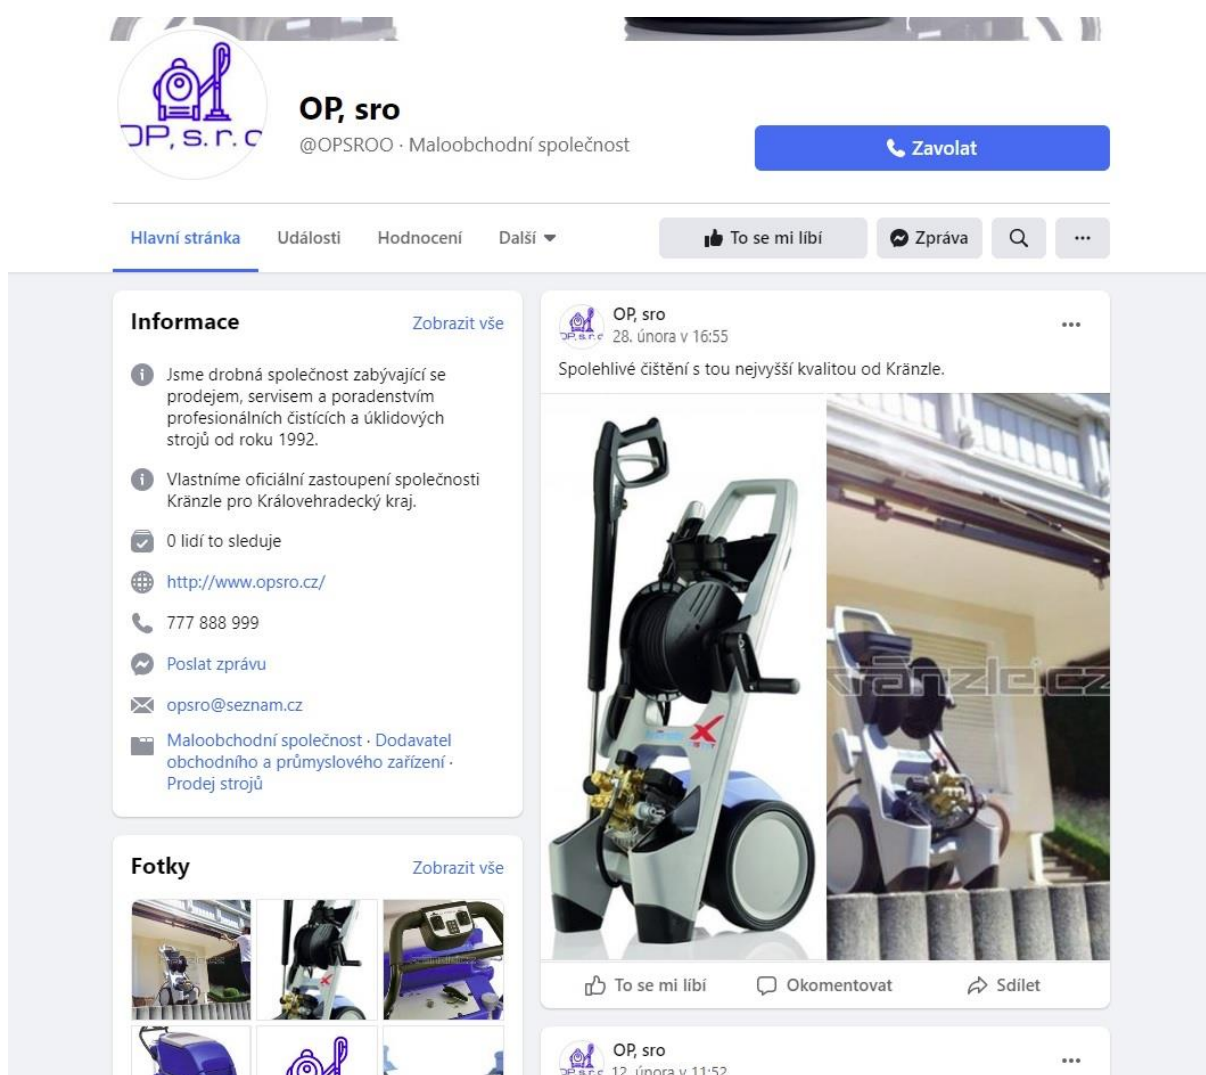 OP, s.r.o
OP, sro
@OPSROO · Maloobchodní společnost
Zavolat
Hlavní stránka
Události
Hodnocení
Další
To se mi líbí
Zpráva
Informace
Zobrazit vše
Jsme drobná společnost zabývající se
prodejem, servisem a poradenstvím
profesionálních čistících a úklidových
strojů od roku 1992.
Vlastníme oficiální zastoupení společnosti
Kränzle pro Královehradecký kraj.
0 lidí to sleduje
http://www.opsro.cz/
777 888 999
Poslat zprávu
opsro@seznam.cz
Maloobchodní společnost · Dodavatel
obchodního a průmyslového zařízení ·
Prodej strojů
Fotky
Zobrazit vše
OP, sro
28. února v 16:55
Spolehlivé čištění s tou nejvyšší kvalitou od Kränzle.
kränzle.cz
To se mi líbí
Okomentovat
Sdílet
OP, sro
12. února v 11:52